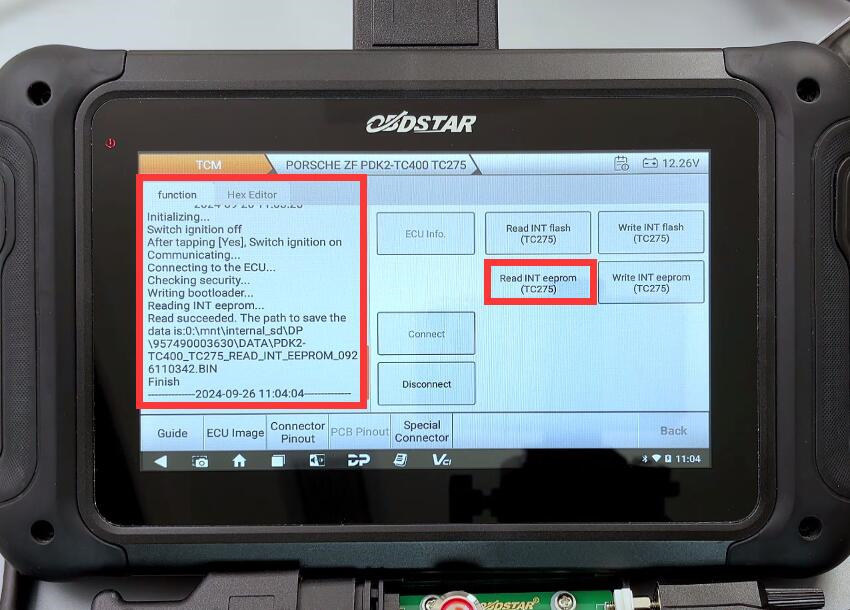 OBDSTAR
TCM
PORSCHE ZF PDK2-TC400 TC275
12.26V
function
Hex Editor
Initializing...
Switch ignition off
After tapping [Yes], Switch ignition on
Communicating...
Connecting to the ECU...
Checking security...
Writing bootloader...
Reading INT eeprom...
Read succeeded. The path to save the
data is:0:\mnt\internal_sd\DP
\957490003630\DATA\PDK2-
TC400_TC275_READ_INT_EEPROM_092
6110342.BIN
Finish
---------------2024-09-26 11:04:04---------------
ECU Info.
Read INT flash
(TC275)
Write INT flash
(TC275)
Read INT eeprom
(TC275)
Write INT eeprom
(TC275)
Connect
Disconnect
Guide
ECU Image
Connector
Pinout
PCB Pinout
Special
Connector
Back
DP
VCI
11:04
OBDSTAR